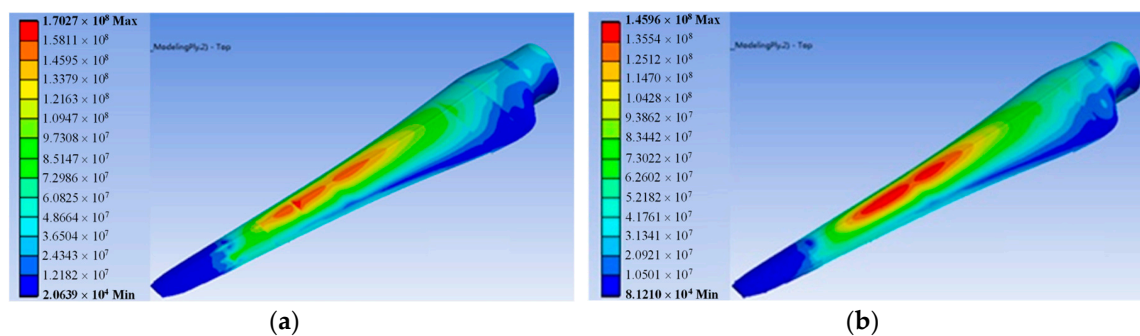 1.7027 × 10⁸ Max
1.5811 × 10⁸
1.4595 × 10⁸
1.3379 × 10⁸
1.2163 × 10⁸
1.0947 × 10⁸
9.7308 × 10⁷
8.5147 × 10⁷
7.2986 × 10⁷
6.0825 × 10⁷
4.8664 × 10⁷
3.6504 × 10⁷
2.4343 × 10⁷
1.2182 × 10⁷
2.0639 × 10⁴ Min
_ModelingPly.2) - Top
(a)
1.4596 × 10⁸ Max
1.3554 × 10⁸
1.2512 × 10⁸
1.1470 × 10⁸
1.0428 × 10⁸
9.3862 × 10⁷
8.3442 × 10⁷
7.3022 × 10⁷
6.2602 × 10⁷
5.2182 × 10⁷
4.1761 × 10⁷
3.1341 × 10⁷
2.0921 × 10⁷
1.0501 × 10⁷
8.1210 × 10⁴ Min
_ModelingPly.2) - Top
(b)